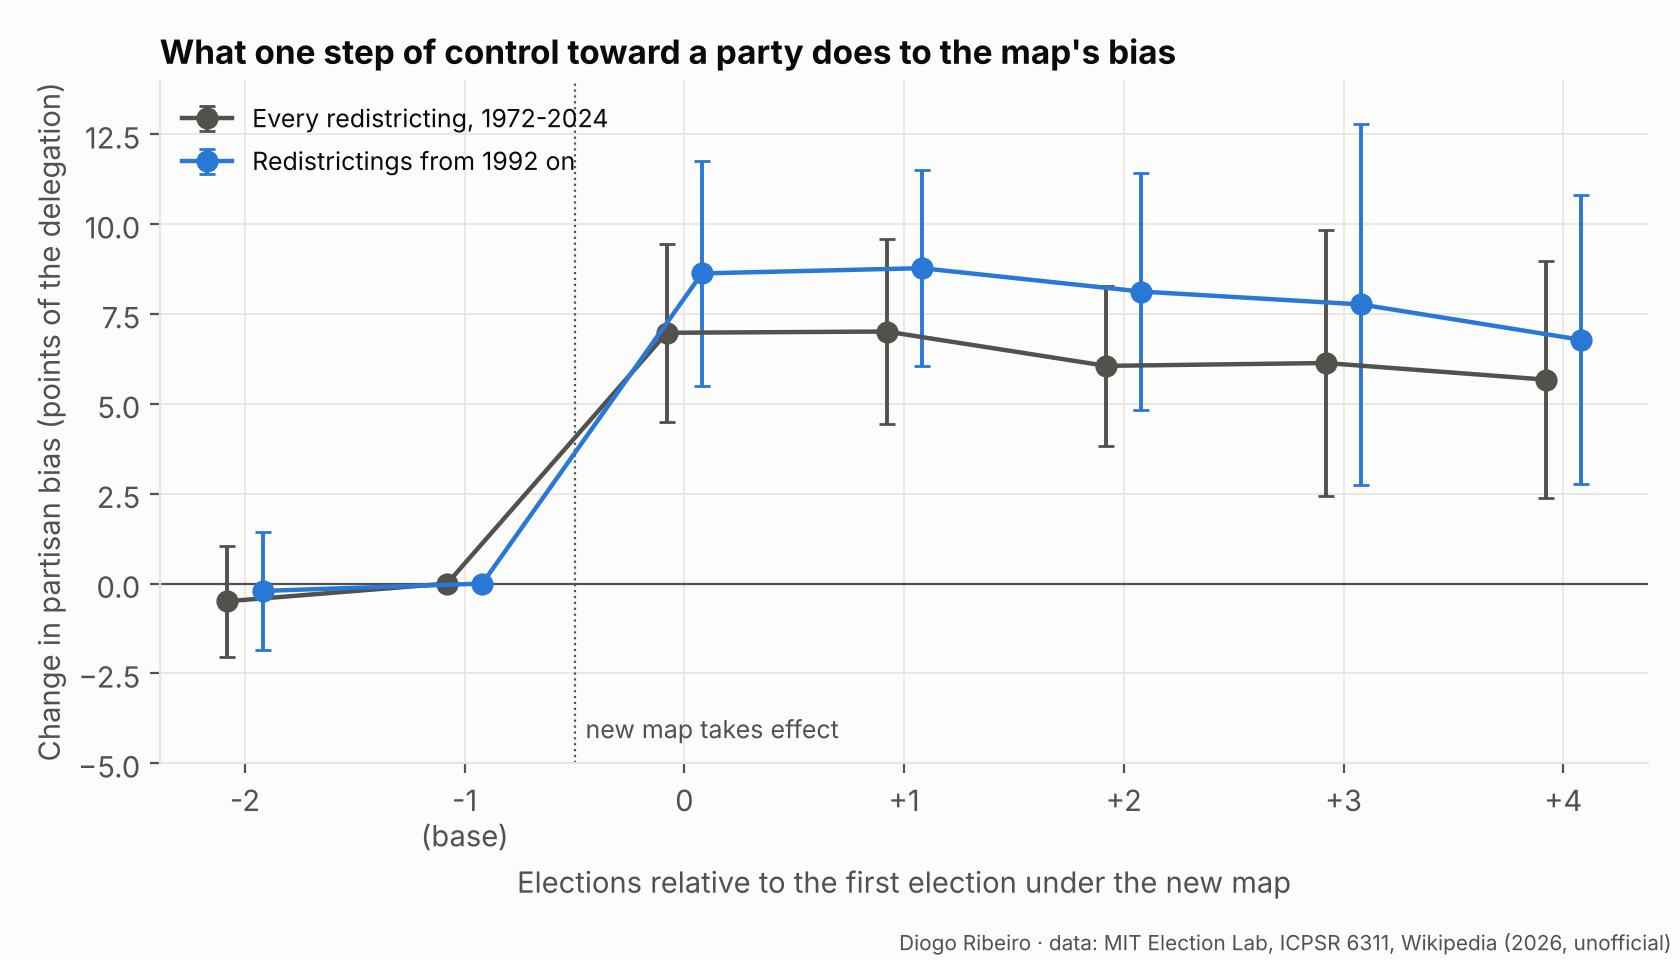 What one step of control toward a party does to the map's bias
Every redistricting, 1972-2024
Redistrictings from 1992 on
Change in partisan bias (points of the delegation)
12.5
10.0
7.5
5.0
2.5
0.0
−2.5
−5.0
new map takes effect
-2 -1 0 +1 +2 +3 +4
(base)
Elections relative to the first election under the new map
Diogo Ribeiro · data: MIT Election Lab, ICPSR 6311, Wikipedia (2026, unofficial)